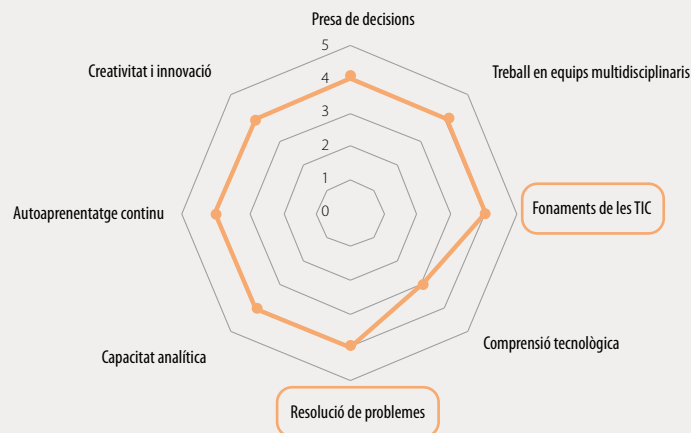 Presa de decisions
Creativitat i innovació
Treball en equips multidisciplinaris
5
4
3
2
1
0
Autoaprenentatge continu
Fonaments de les TIC
Comprensió tecnològica
Capacitat analítica
Resolució de problemes